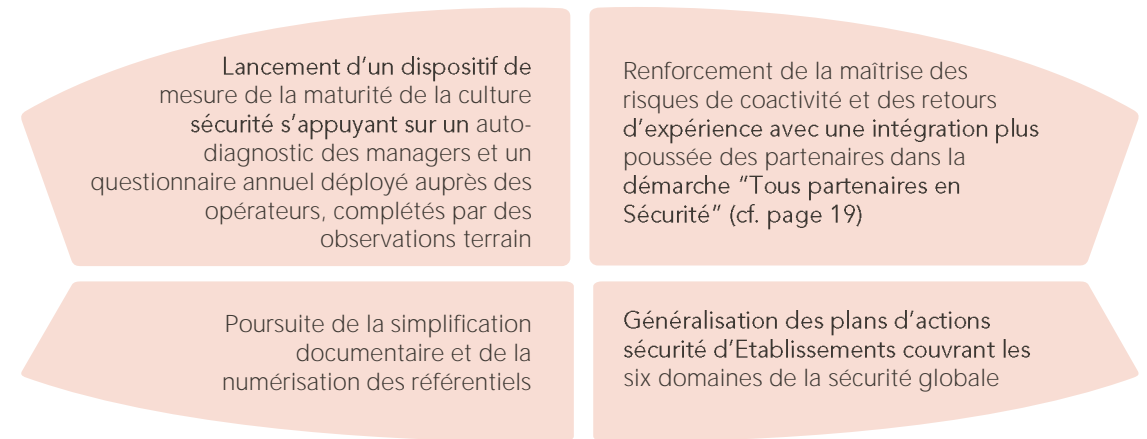 Lancement d'un dispositif de
mesure de la maturité de la culture
sécurité s'appuyant sur un auto-
diagnostic des managers et un
questionnaire annuel déployé auprès des
opérateurs, complétés par des
observations terrain
Renforcement de la maîtrise des
risques de coactivité et des retours
d'expérience avec une intégration plus
poussée des partenaires dans la
démarche "Tous partenaires en
Sécurité" (cf. page 19)
Poursuite de la simplification
documentaire et de la
numérisation des référentiels
Généralisation des plans d'actions
sécurité d'Etablissements couvrant les
six domaines de la sécurité globale